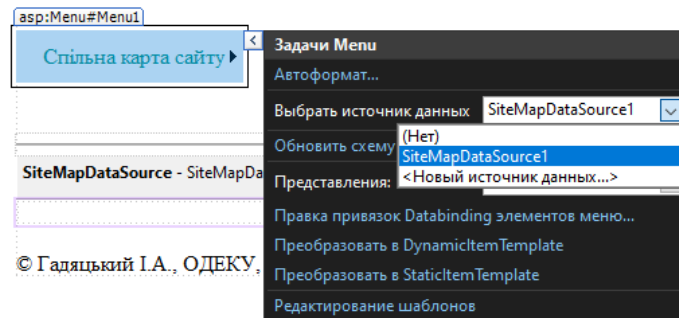 asp:Menu#Menu1
Спільна карта сайту
Задачи Menu
Автоформат...
Выбрать источник данных SiteMapDataSource1
(Нет)
Обновить схему
SiteMapDataSource1
SiteMapDataSource - SiteMapDa
Представления:
<Новый источник данных...>
Правка привязок Databinding элементов меню...
Преобразовать в DynamicItemTemplate
© Гадяцький І.А., ОДЕКУ,
Преобразовать в StaticItemTemplate
Редактирование шаблонов